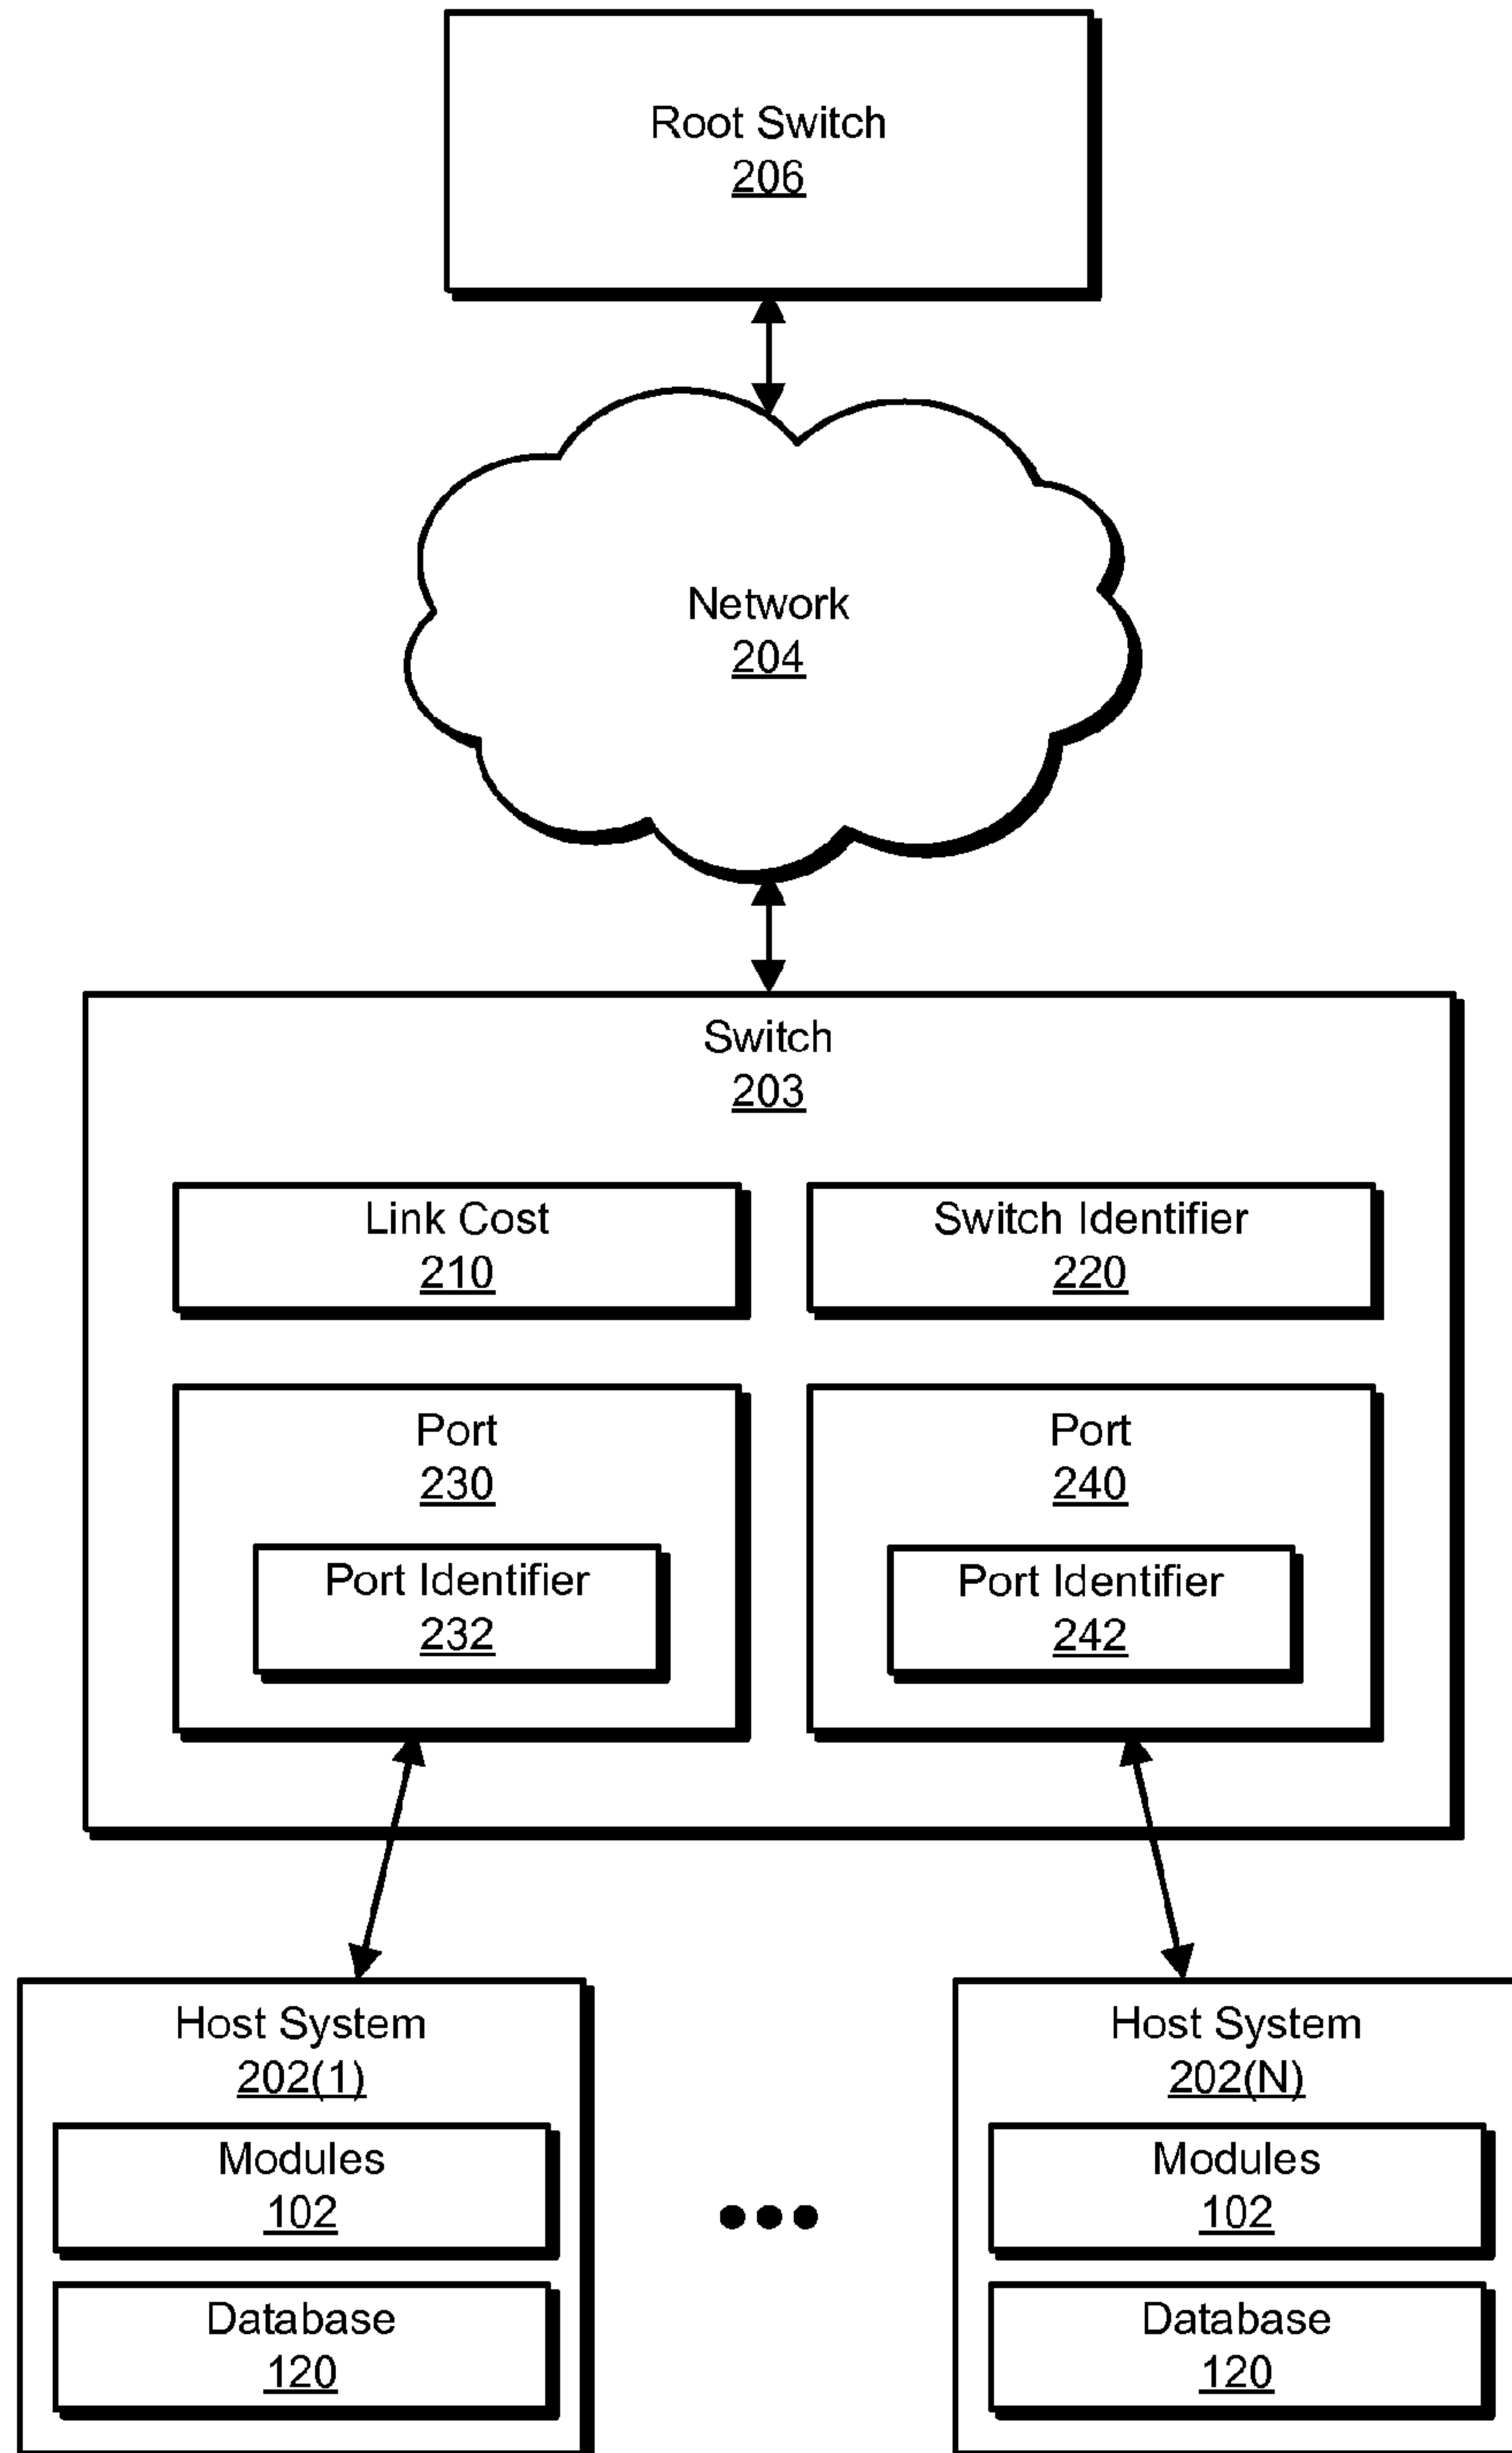 Root Switch
206
Network
204
Switch
203
Link Cost
210
Switch Identifier
220
Port
230
Port Identifier
232
Port
240
Port Identifier
242
Host System
202(1)
Modules
102
Database
120
Host System
202(N)
Modules
102
Database
120